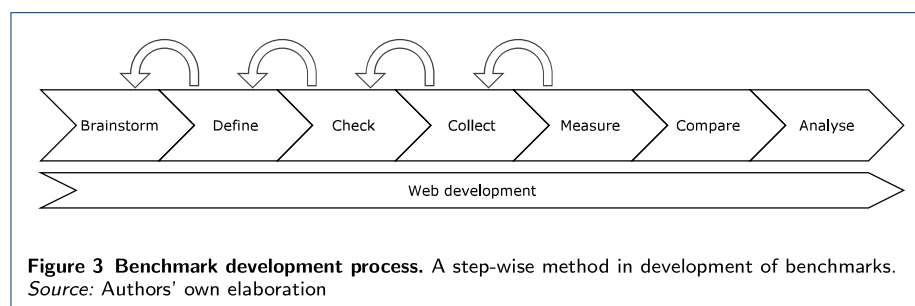 Brainstorm Define Check Collect Measure Compare Analyse
Web development
Figure 3 Benchmark development process. A step-wise method in development of benchmarks.
Source: Authors' own elaboration